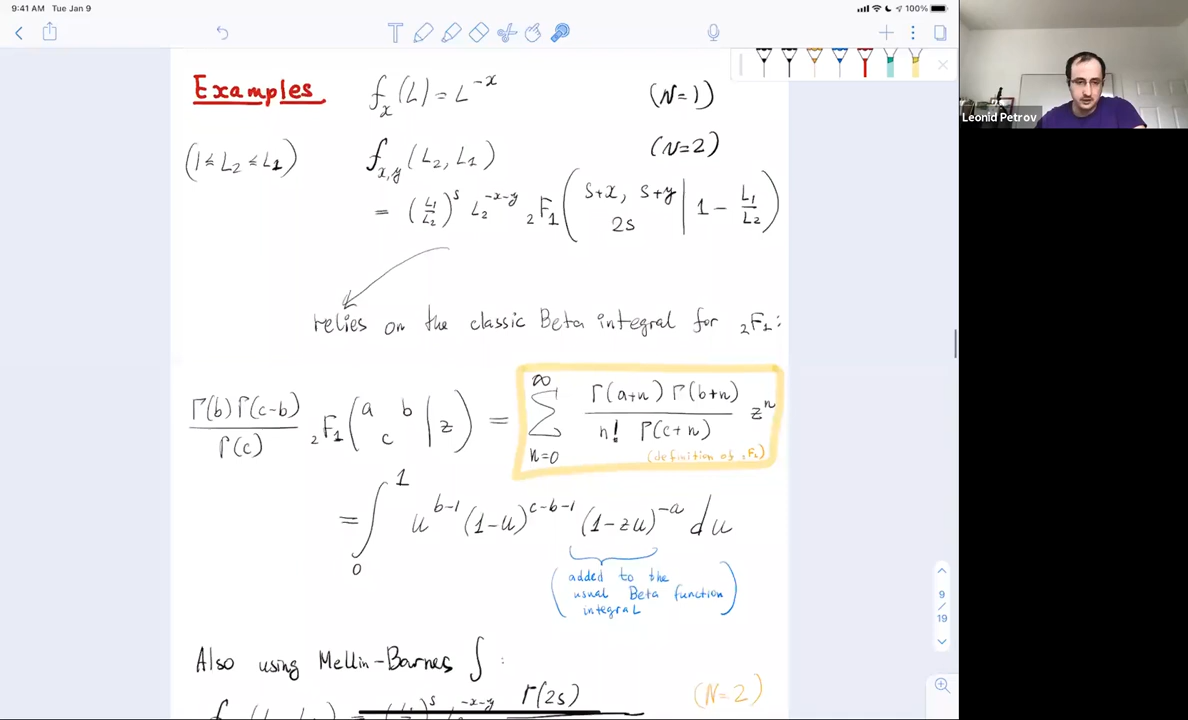 9:41 AM Tue Jan 9
100%
Examples
f_x(L) = L^{-x} (N=1)
(1 ≤ L_2 ≤ L_1) f_{x,y}(L_2, L_1) (N=2)
= (L_1/L_2)^s L_2^{-x-y} ₂F₁(s+x, s+y; 2s | 1 - L_1/L_2)
relies on the classic Beta integral for ₂F₁:
Γ(b)Γ(c-b)/Γ(c) ₂F₁(a b; c | z) = ∑_{n=0}^{∞} Γ(a+n)Γ(b+n)/(n! Γ(c+n)) z^n
(definition of ₂F₁)
= ∫_0^1 u^{b-1} (1-u)^{c-b-1} (1-zu)^{-a} du
(added to the
usual Beta function
integral)
Also using Mellin-Barnes ∫ :
Γ(2s) (N=2)
Leonid Petrov
9
/
19